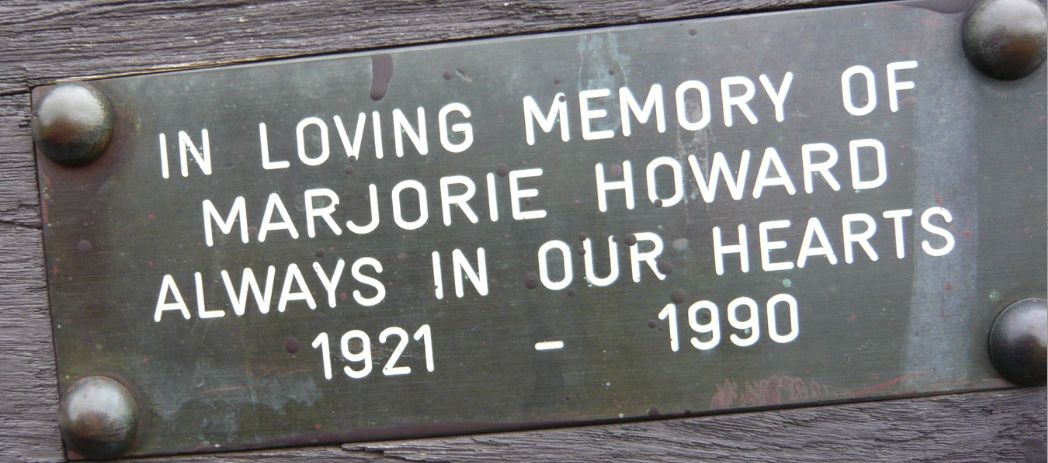 IN LOVING MEMORY OF
MARJORIE HOWARD
ALWAYS IN OUR HEARTS
1921 - 1990